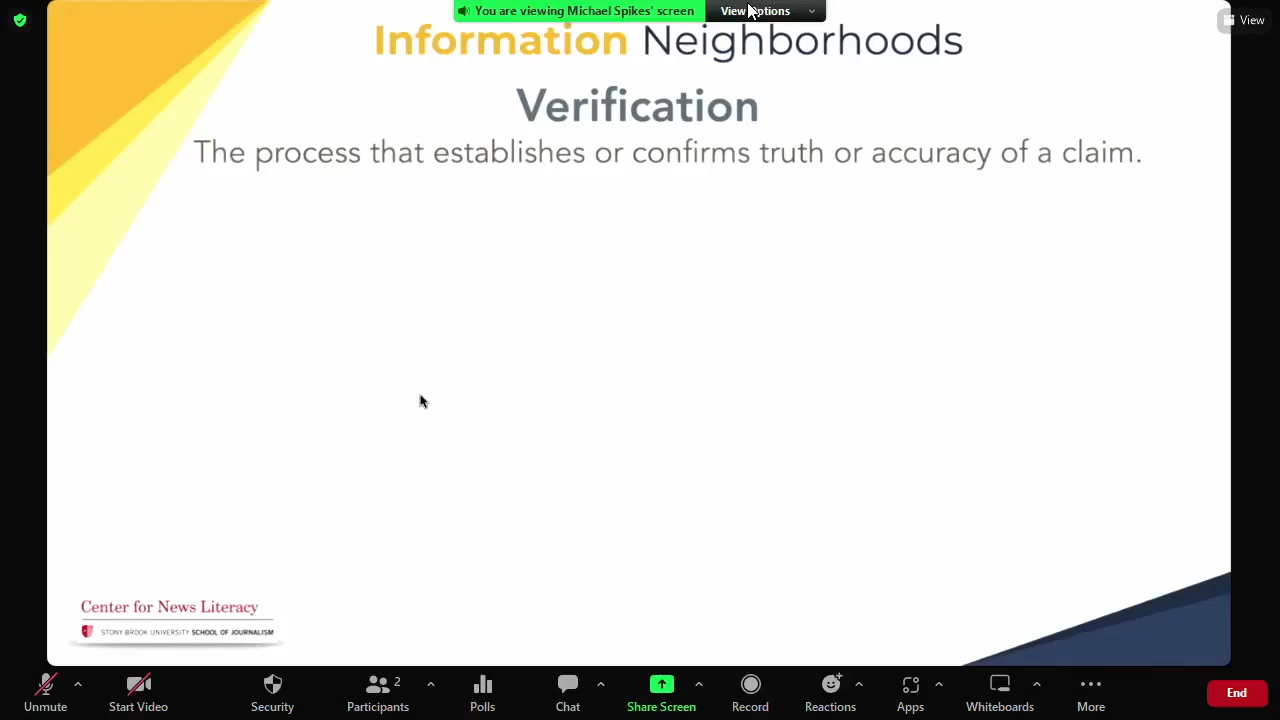 You are viewing Michael Spikes' screen
View Options
View
Information Neighborhoods
Verification
The process that establishes or confirms truth or accuracy of a claim.
Center for News Literacy
STONY BROOK UNIVERSITY SCHOOL OF JOURNALISM
Unmute
Start Video
Security
Participants
2
Polls
Chat
Share Screen
Record
Reactions
Apps
Whiteboards
More
End